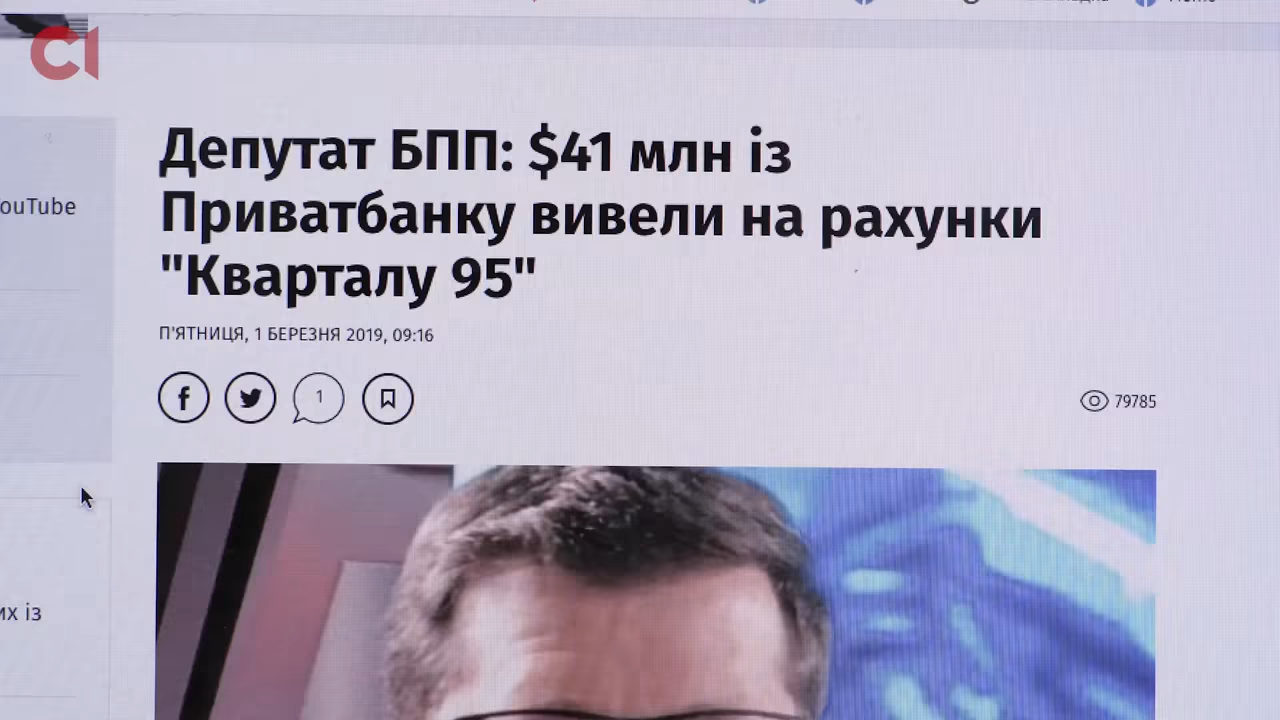 СІ
ouTube
Депутат БПП: $41 млн із
Приватбанку вивели на рахунки
"Кварталу 95"
П'ЯТНИЦЯ, 1 БЕРЕЗНЯ 2019, 09:16
1
79785
их із